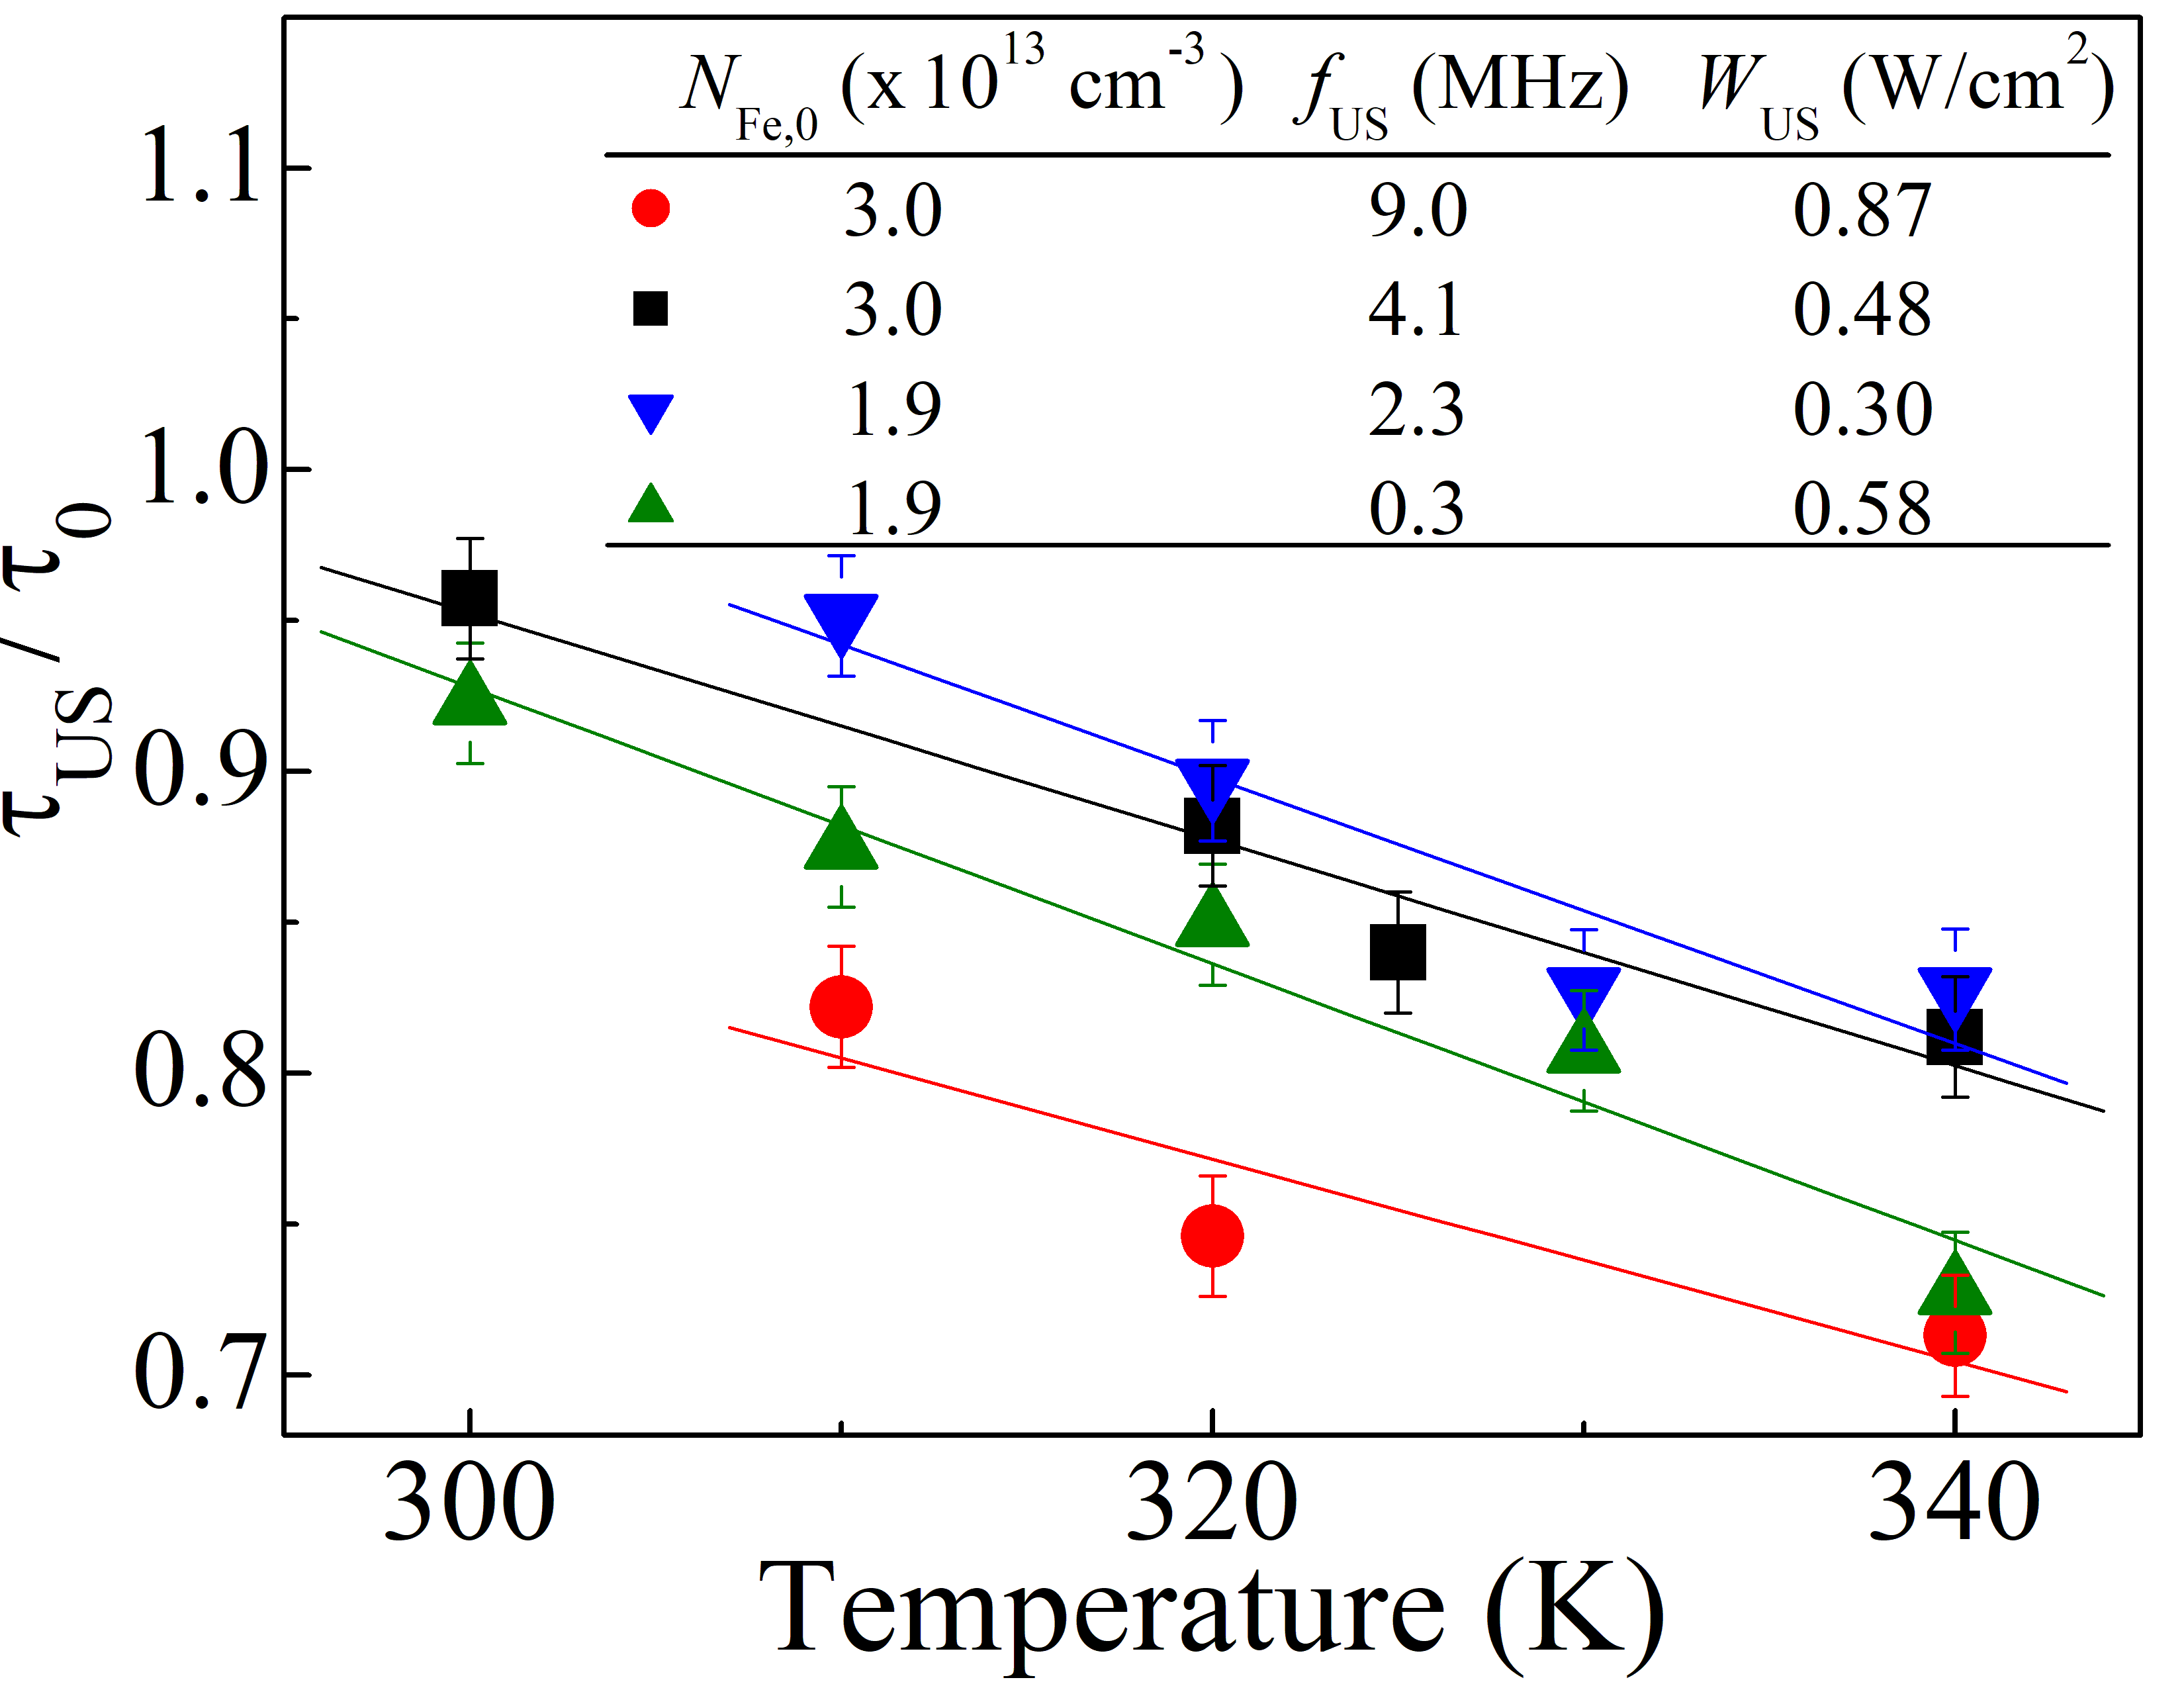 N_Fe,0 (x 10^13 cm^-3) f_US (MHz) W_US (W/cm^2)
3.0 9.0 0.87
3.0 4.1 0.48
1.9 2.3 0.30
1.9 0.3 0.58
1.1
1.0
0.9
0.8
0.7
τ_US / τ_0
300 320 340
Temperature (K)